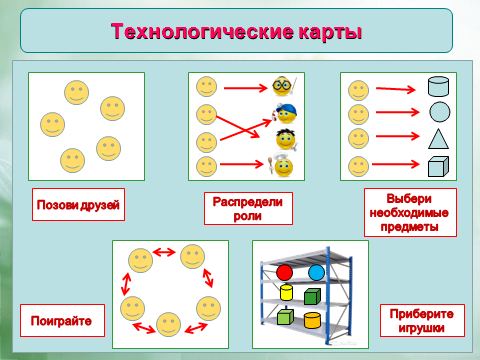 Технологические карты
Позови друзей
Распредели
роли
Выбери
необходимые
предметы
Поиграйте
Приберите
игрушки